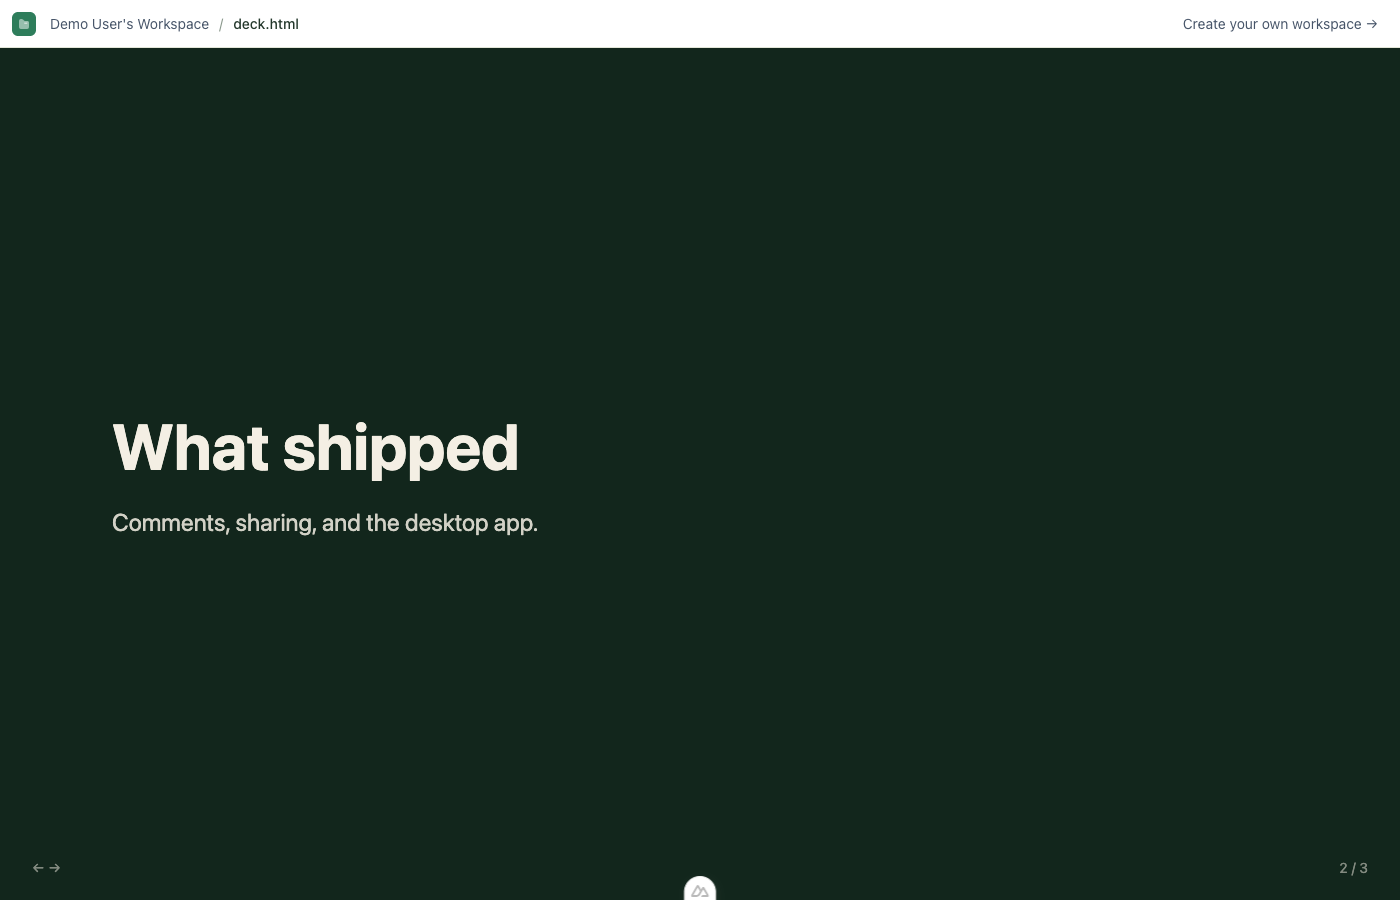 Demo User's Workspace / deck.html
Create your own workspace →
What shipped
Comments, sharing, and the desktop app.
← →
2 / 3